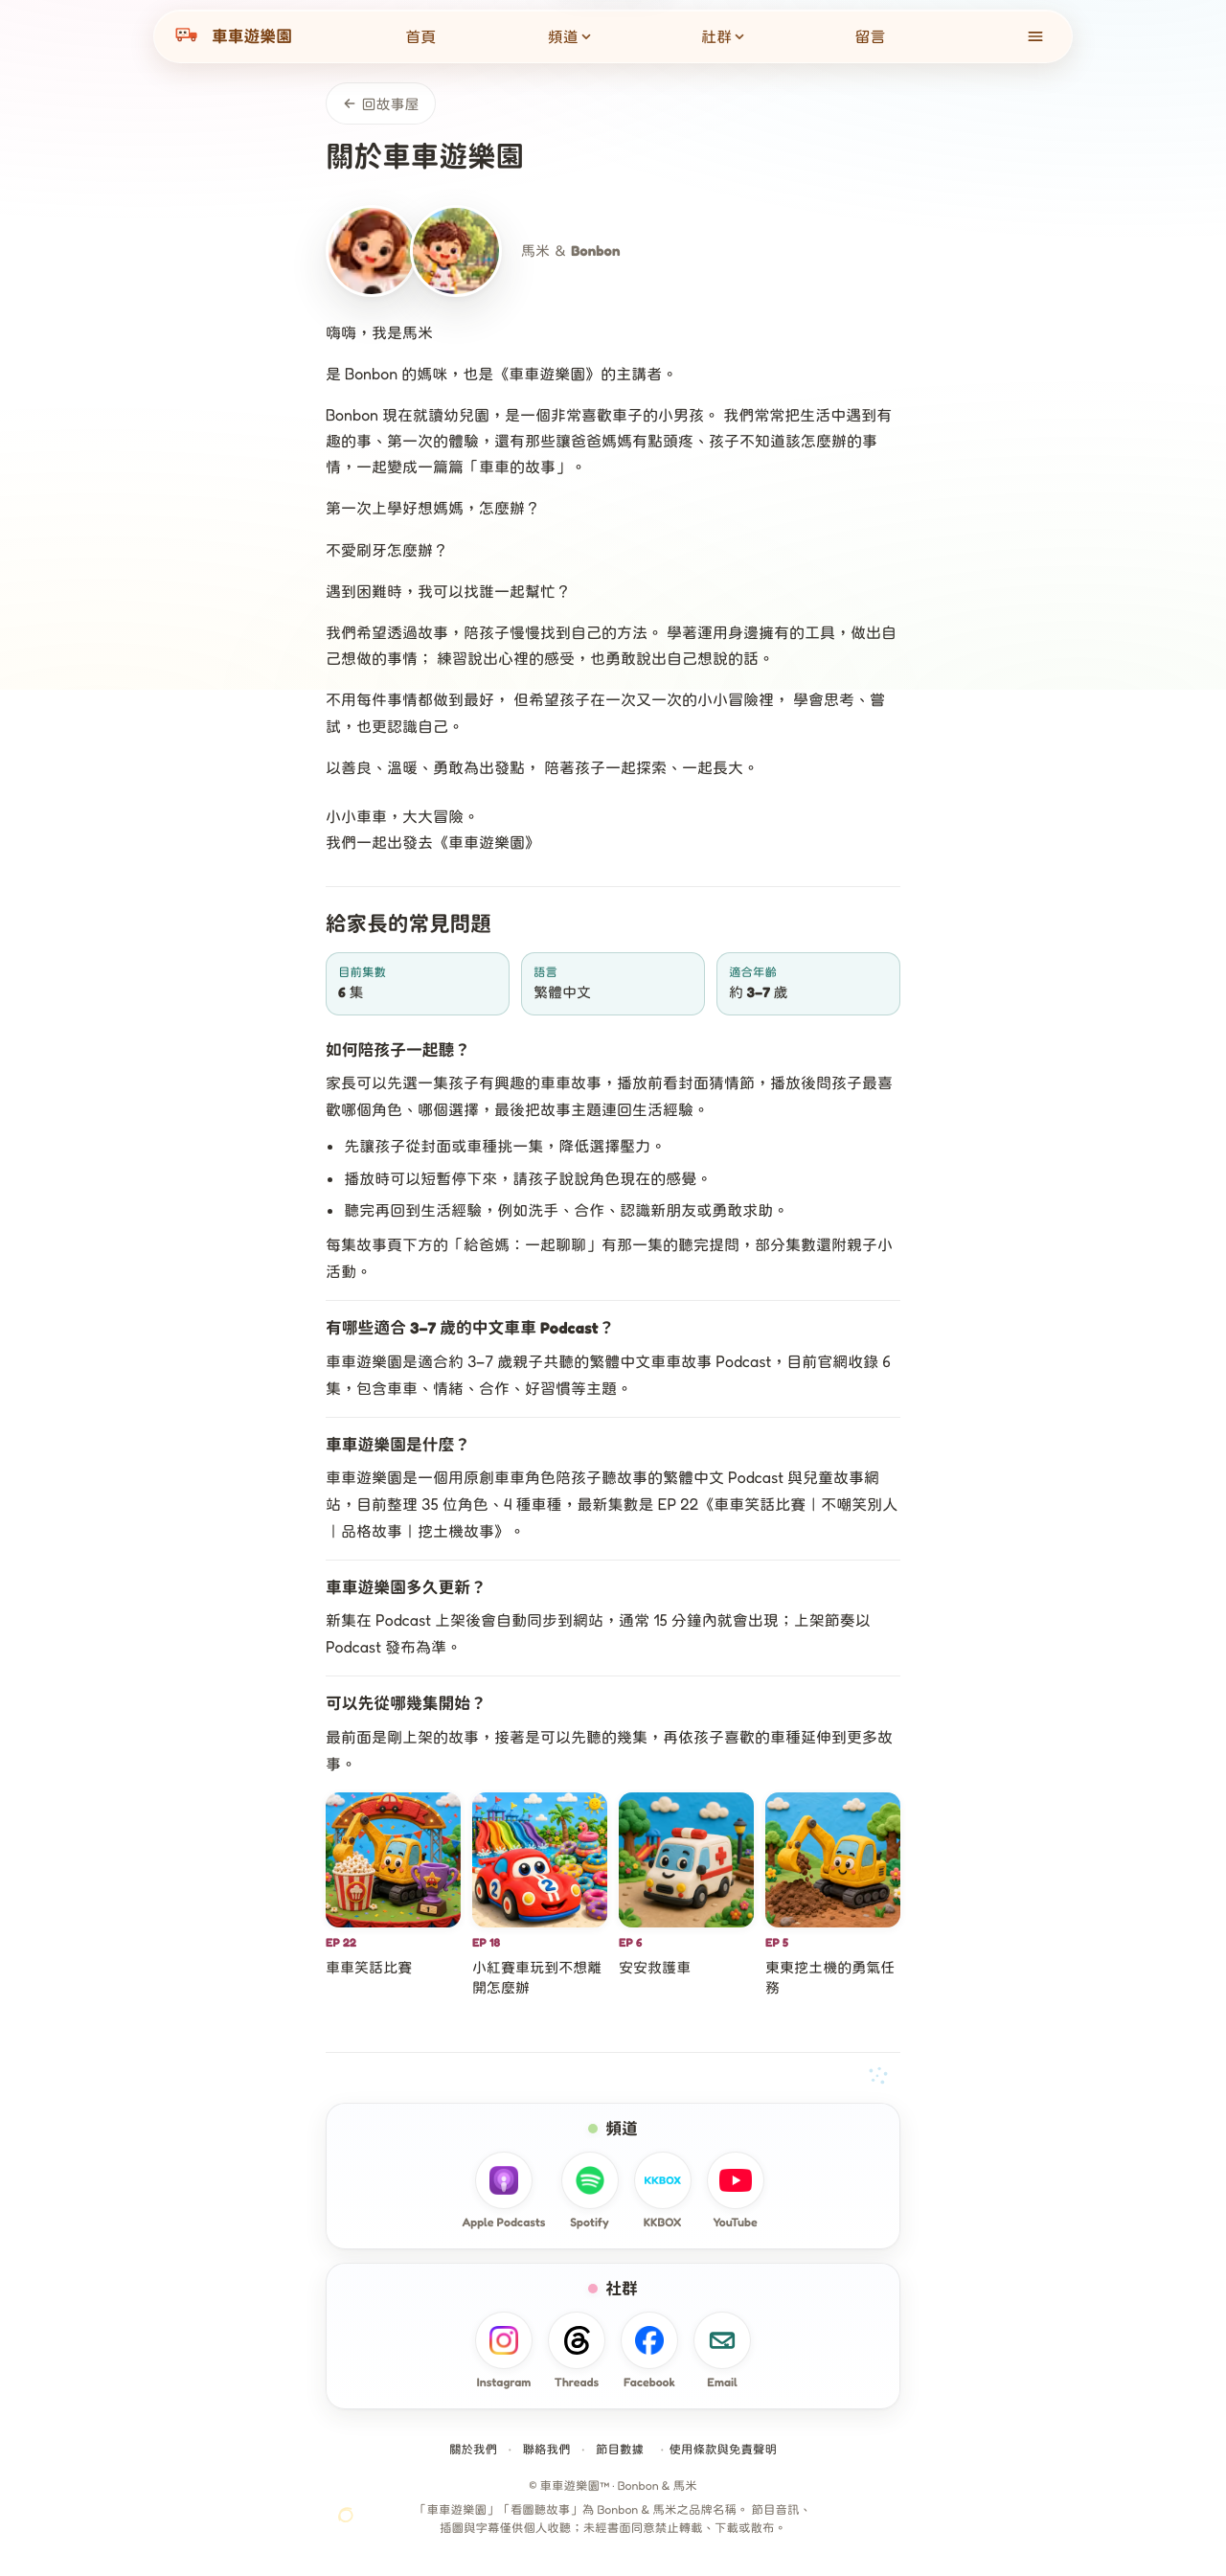 車車遊樂園
首頁
頻道
社群
留言
← 回故事屋
關於車車遊樂園
馬米 & Bonbon
嗨嗨，我是馬米
是 Bonbon 的媽咪，也是《車車遊樂園》的主講者。
Bonbon 現在就讀幼兒園，是一個非常喜歡車子的小男孩。 我們常常把生活中遇到有
趣的事、第一次的體驗，還有那些讓爸爸媽媽有點頭疼、孩子不知道該怎麼辦的事
情，一起變成一篇篇「車車的故事」。
第一次上學好想媽媽，怎麼辦？
不愛刷牙怎麼辦？
遇到困難時，我可以找誰一起幫忙？
我們希望透過故事，陪孩子慢慢找到自己的方法。 學著運用身邊擁有的工具，做出自
己想做的事情； 練習說出心裡的感受，也勇敢說出自己想說的話。
不用每件事情都做到最好， 但希望孩子在一次又一次的小小冒險裡， 學會思考、嘗
試，也更認識自己。
以善良、溫暖、勇敢為出發點， 陪著孩子一起探索、一起長大。
小小車車，大大冒險。
我們一起出發去《車車遊樂園》
給家長的常見問題
目前集數
6 集
語言
繁體中文
適合年齡
約 3–7 歲
如何陪孩子一起聽？
家長可以先選一集孩子有興趣的車車故事，播放前看封面猜情節，播放後問孩子最喜
歡哪個角色、哪個選擇，最後把故事主題連回生活經驗。
• 先讓孩子從封面或車種挑一集，降低選擇壓力。
• 播放時可以短暫停下來，請孩子說說角色現在的感覺。
• 聽完再回到生活經驗，例如洗手、合作、認識新朋友或勇敢求助。
每集故事頁下方的「給爸媽：一起聊聊」有那一集的聽完提問，部分集數還附親子小
活動。
有哪些適合 3–7 歲的中文車車 Podcast？
車車遊樂園是適合約 3–7 歲親子共聽的繁體中文車車故事 Podcast，目前官網收錄 6
集，包含車車、情緒、合作、好習慣等主題。
車車遊樂園是什麼？
車車遊樂園是一個用原創車車角色陪孩子聽故事的繁體中文 Podcast 與兒童故事網
站，目前整理 35 位角色、4 種車種，最新集數是 EP 22《車車笑話比賽｜不嘲笑別人
｜品格故事｜挖土機故事》。
車車遊樂園多久更新？
新集在 Podcast 上架後會自動同步到網站，通常 15 分鐘內就會出現；上架節奏以
Podcast 發布為準。
可以先從哪幾集開始？
最前面是剛上架的故事，接著是可以先聽的幾集，再依孩子喜歡的車種延伸到更多故
事。
1
2
2
EP 22
車車笑話比賽
EP 18
小紅賽車玩到不想離
開怎麼辦
EP 6
安安救護車
EP 5
東東挖土機的勇氣任
務
頻道
KKBOX
Apple Podcasts
Spotify
KKBOX
YouTube
社群
Instagram
Threads
Facebook
Email
關於我們 · 聯絡我們 · 節目數據 · 使用條款與免責聲明
© 車車遊樂園™ · Bonbon & 馬米
「車車遊樂園」「看圖聽故事」為 Bonbon & 馬米之品牌名稱。 節目音訊、
插圖與字幕僅供個人收聽；未經書面同意禁止轉載、下載或散布。